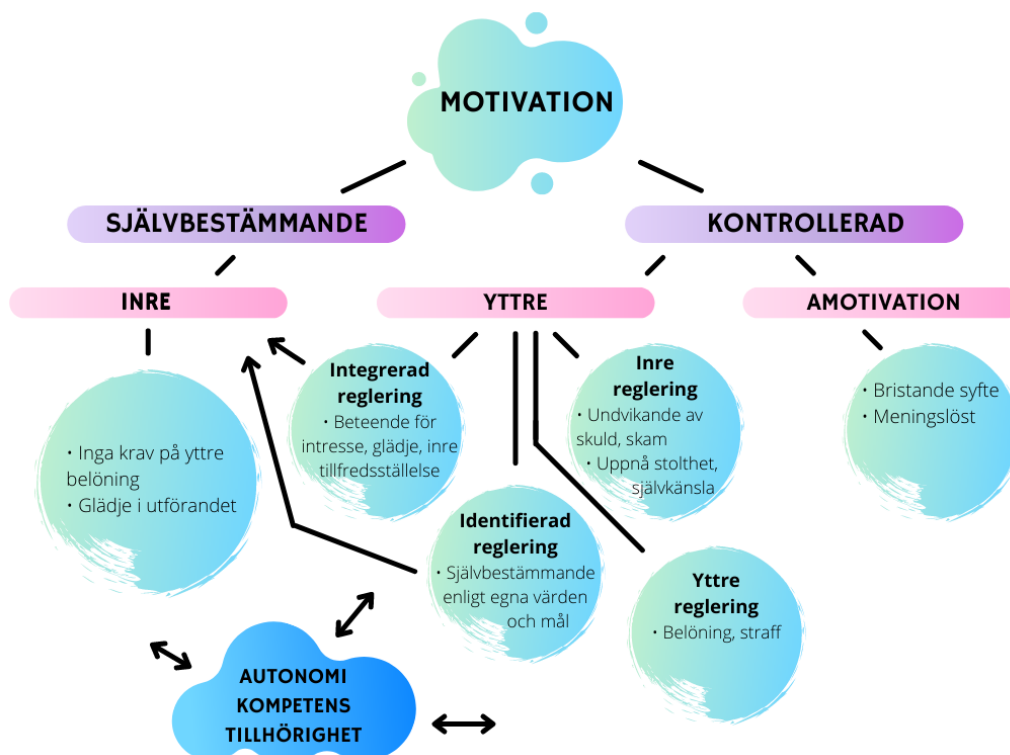 MOTIVATION
SJÄLVBESTÄMMANDE
KONTROLLERAD
INRE
YTTRE
AMOTIVATION
• Inga krav på yttre
belöning
• Glädje i utförandet
Integrerad
reglering
• Beteende för
intresse, glädje, inre
tillfredsställelse
Identifierad
reglering
• Självbestämmande
enligt egna värden
och mål
Inre
reglering
• Undvikande av
skuld, skam
• Uppnå stolthet,
självkänsla
Yttre
reglering
• Belöning, straff
• Bristande syfte
• Meningslöst
AUTONOMI
KOMPETENS
TILLHÖRIGHET